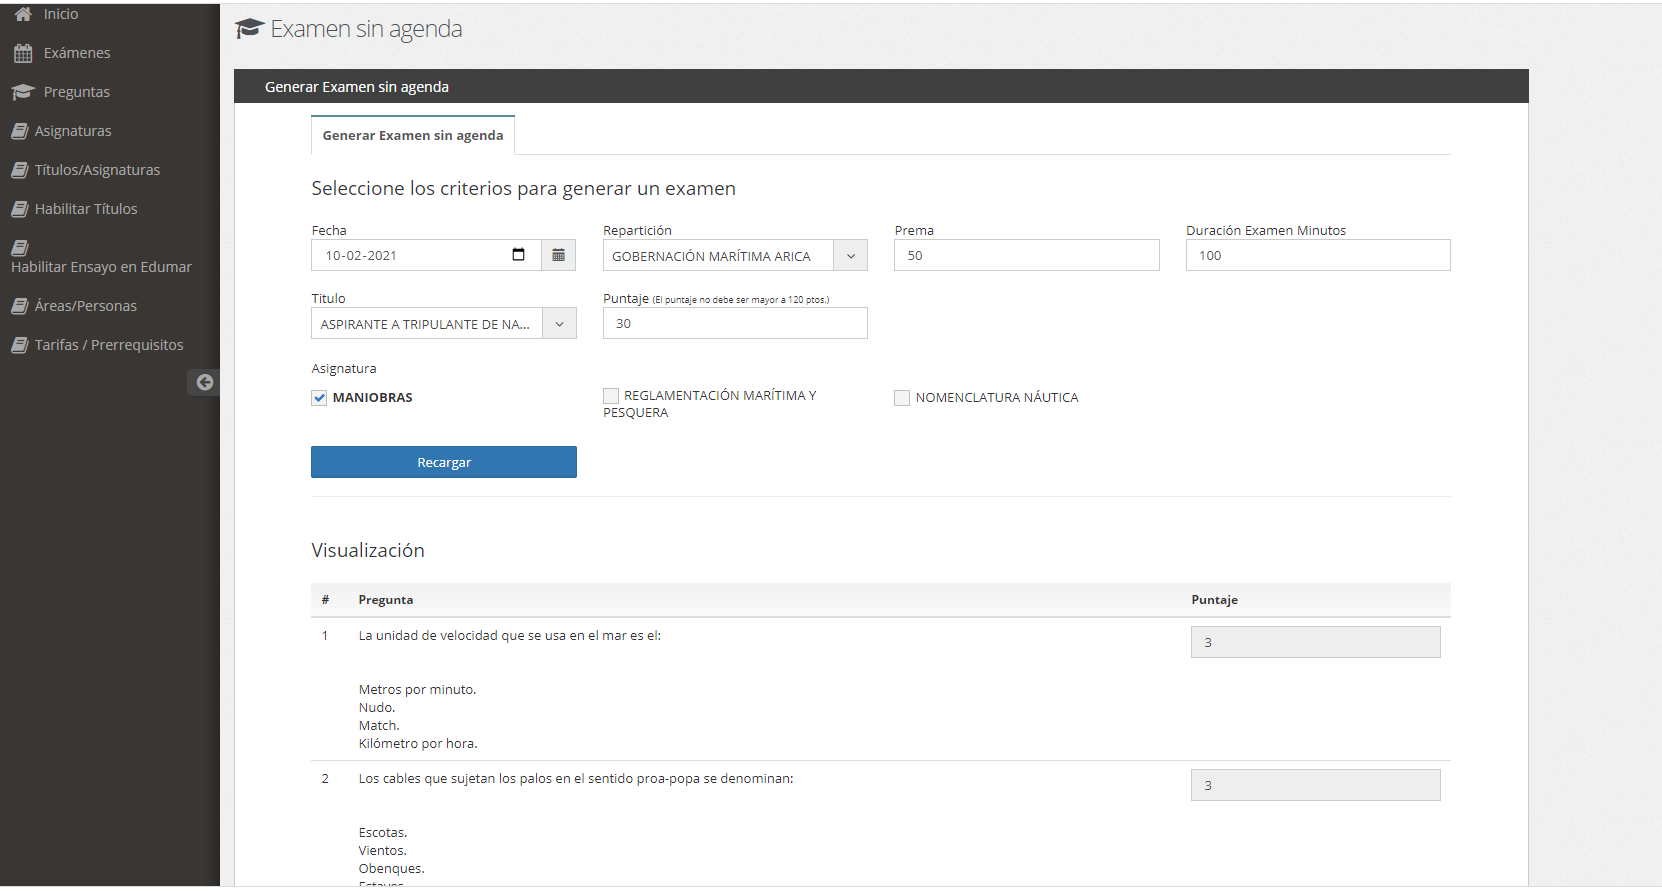 Inicio
Exámenes
Preguntas
Asignaturas
Títulos/Asignaturas
Habilitar Títulos
Habilitar Ensayo en Edumar
Áreas/Personas
Tarifas / Prerrequisitos
Examen sin agenda
Generar Examen sin agenda
Generar Examen sin agenda
Seleccione los criterios para generar un examen
Fecha
10-02-2021
Repartición
GOBERNACIÓN MARÍTIMA ARICA
Prema
50
Duración Examen Minutos
100
Titulo
ASPIRANTE A TRIPULANTE DE NA...
Puntaje (El puntaje no debe ser mayor a 120 ptos.)
30
Asignatura
MANIOBRAS
REGLAMENTACIÓN MARÍTIMA Y
PESQUERA
NOMENCLATURA NÁUTICA
Recargar
Visualización
# Pregunta Puntaje
1 La unidad de velocidad que se usa en el mar es el: 3
Metros por minuto.
Nudo.
Match.
Kilómetro por hora.
2 Los cables que sujetan los palos en el sentido proa-popa se denominan: 3
Escotas.
Vientos.
Obenques.
Estayes.